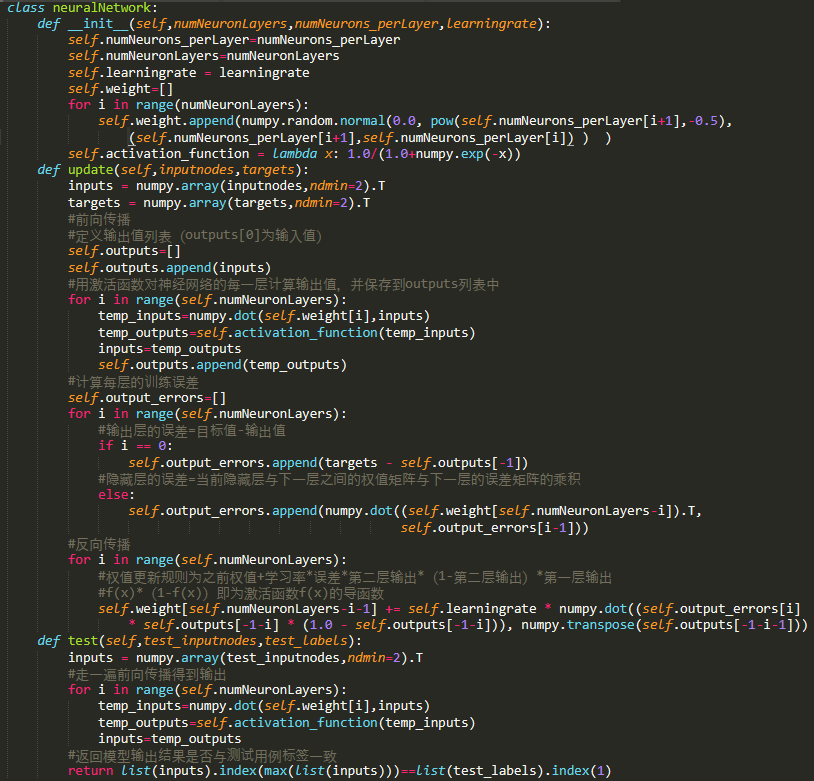 class neuralNetwork:
    def __init__(self,numNeuronLayers,numNeurons_perLayer,learningrate):
        self.numNeurons_perLayer=numNeurons_perLayer
        self.numNeuronLayers=numNeuronLayers
        self.learningrate = learningrate
        self.weight=[]
        for i in range(numNeuronLayers):
            self.weight.append(numpy.random.normal(0.0, pow(self.numNeurons_perLayer[i+1],-0.5),
                (self.numNeurons_perLayer[i+1],self.numNeurons_perLayer[i]) )  )
        self.activation_function = lambda x: 1.0/(1.0+numpy.exp(-x))
    def update(self,inputnodes,targets):
        inputs = numpy.array(inputnodes,ndmin=2).T
        targets = numpy.array(targets,ndmin=2).T
        #前向传播
        #定义输出值列表（outputs[0]为输入值）
        self.outputs=[]
        self.outputs.append(inputs)
        #用激活函数对神经网络的每一层计算输出值，并保存到outputs列表中
        for i in range(self.numNeuronLayers):
            temp_inputs=numpy.dot(self.weight[i],inputs)
            temp_outputs=self.activation_function(temp_inputs)
            inputs=temp_outputs
            self.outputs.append(temp_outputs)
        #计算每层的训练误差
        self.output_errors=[]
        for i in range(self.numNeuronLayers):
            #输出层的误差=目标值-输出值
            if i == 0:
                self.output_errors.append(targets - self.outputs[-1])
            #隐藏层的误差=当前隐藏层与下一层之间的权值矩阵与下一层的误差矩阵的乘积
            else:
                self.output_errors.append(numpy.dot((self.weight[self.numNeuronLayers-i]).T,
                                                    self.output_errors[i-1]))
        #反向传播
        for i in range(self.numNeuronLayers):
            #权值更新规则为之前权值+学习率*误差*第二层输出*（1-第二层输出）*第一层输出
            #f(x)*（1-f(x)）即为激活函数f(x)的导函数
            self.weight[self.numNeuronLayers-i-1] += self.learningrate * numpy.dot((self.output_errors[i]
                * self.outputs[-1-i] * (1.0 - self.outputs[-1-i])), numpy.transpose(self.outputs[-1-i-1]))
    def test(self,test_inputnodes,test_labels):
        inputs = numpy.array(test_inputnodes,ndmin=2).T
        #走一遍前向传播得到输出
        for i in range(self.numNeuronLayers):
            temp_inputs=numpy.dot(self.weight[i],inputs)
            temp_outputs=self.activation_function(temp_inputs)
            inputs=temp_outputs
        #返回模型输出结果是否与测试用例标签一致
        return list(inputs).index(max(list(inputs)))==list(test_labels).index(1)